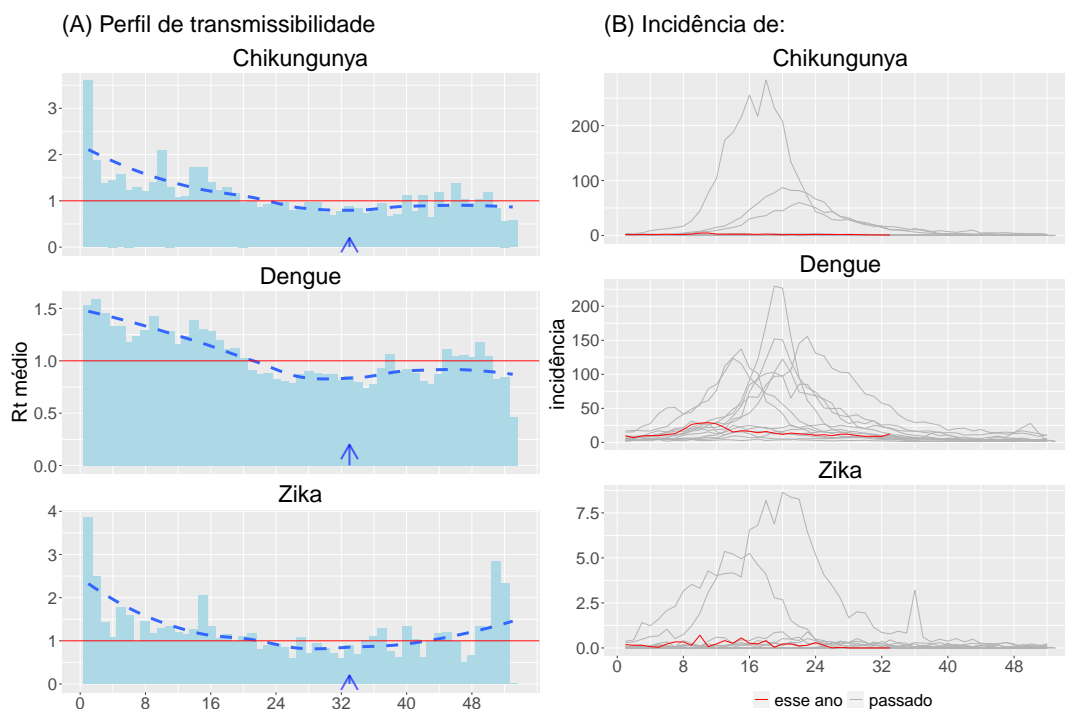 (A) Perfil de transmissibilidade
Chikungunya
3
2
1
0
Dengue
1.5
1.0
0.5
0.0
Zika
4
3
2
1
0
0 8 16 24 32 40 48
Rt médio
(B) Incidência de:
Chikungunya
200
100
0
Dengue
200
150
100
50
0
Zika
7.5
5.0
2.5
0.0
0 8 16 24 32 40 48
incidência
esse ano passado